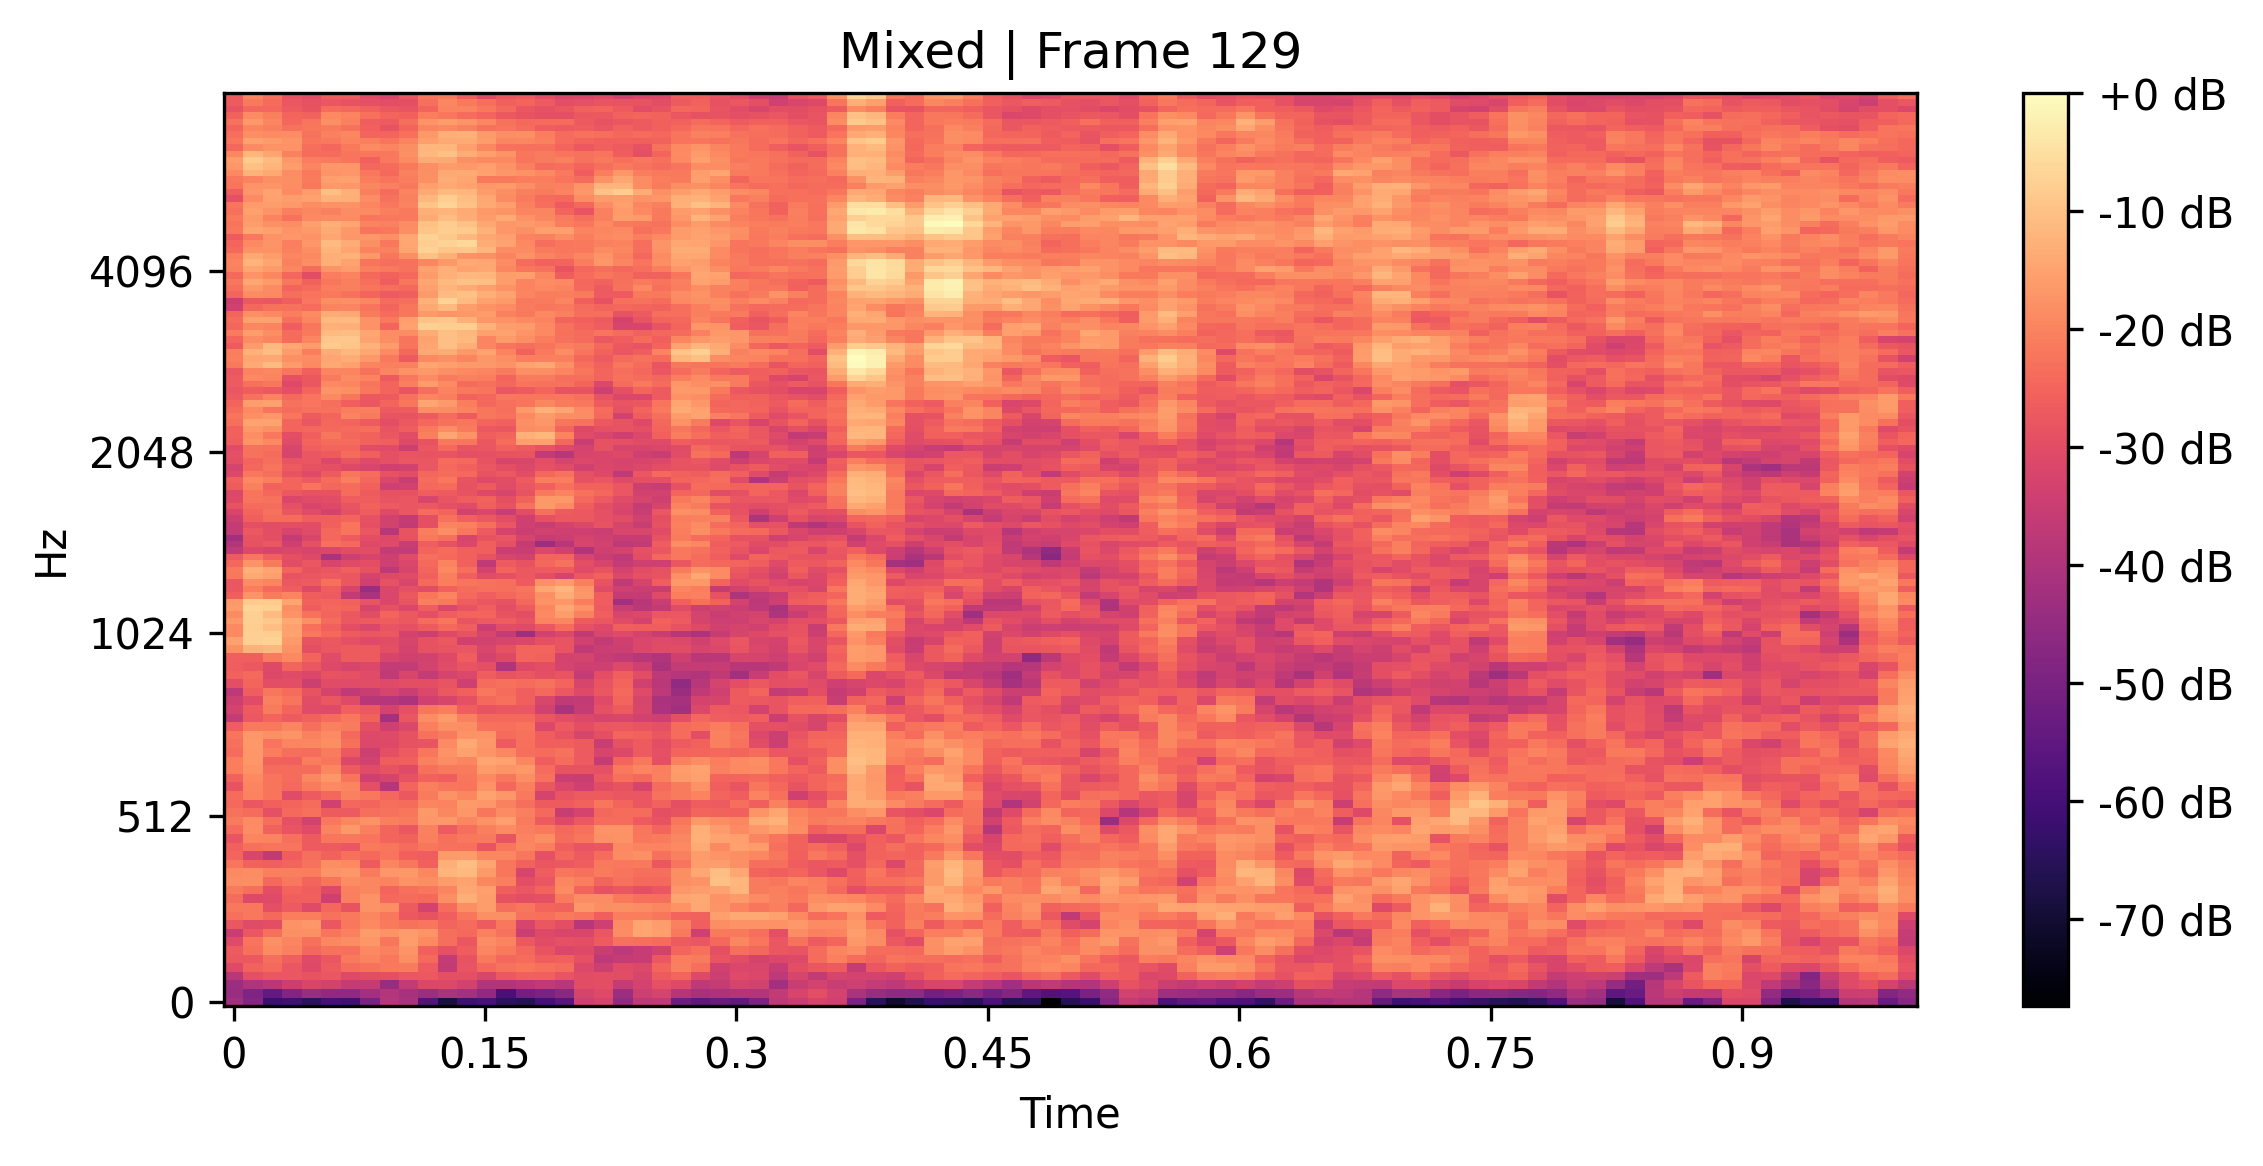 Mixed | Frame 129
+0 dB
-10 dB
-20 dB
-30 dB
-40 dB
-50 dB
-60 dB
-70 dB
4096
2048
1024
512
0
Hz
0 0.15 0.3 0.45 0.6 0.75 0.9
Time